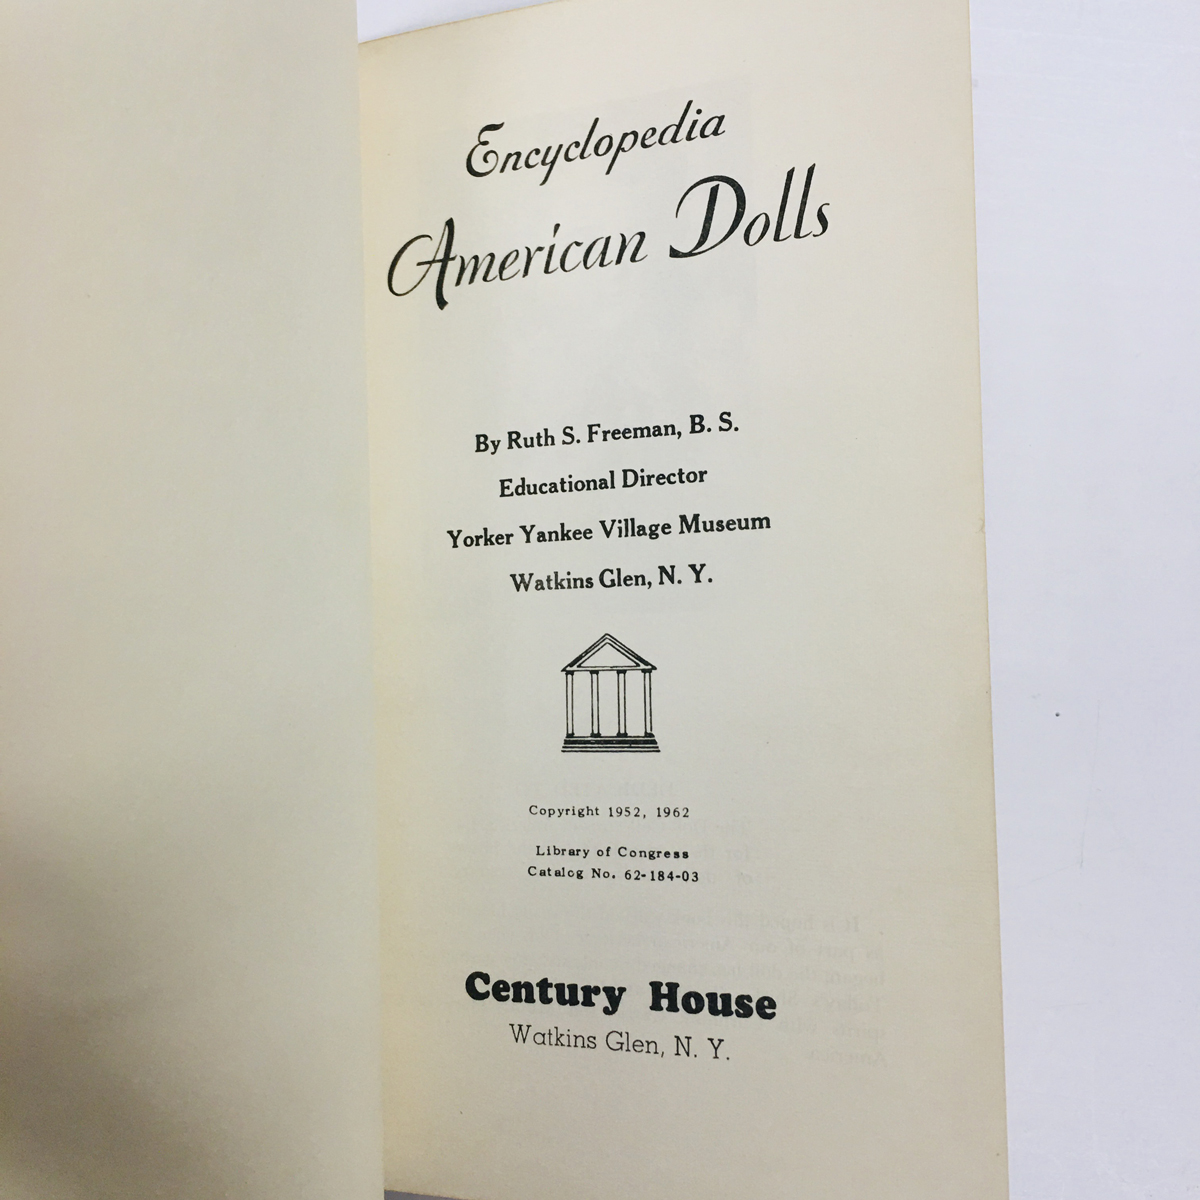 Encyclopedia
American Dolls
By Ruth S. Freeman, B. S.
Educational Director
Yorker Yankee Village Museum
Watkins Glen, N. Y.
Copyright 1952, 1962
Library of Congress
Catalog No. 62-184-03
Century House
Watkins Glen, N. Y.